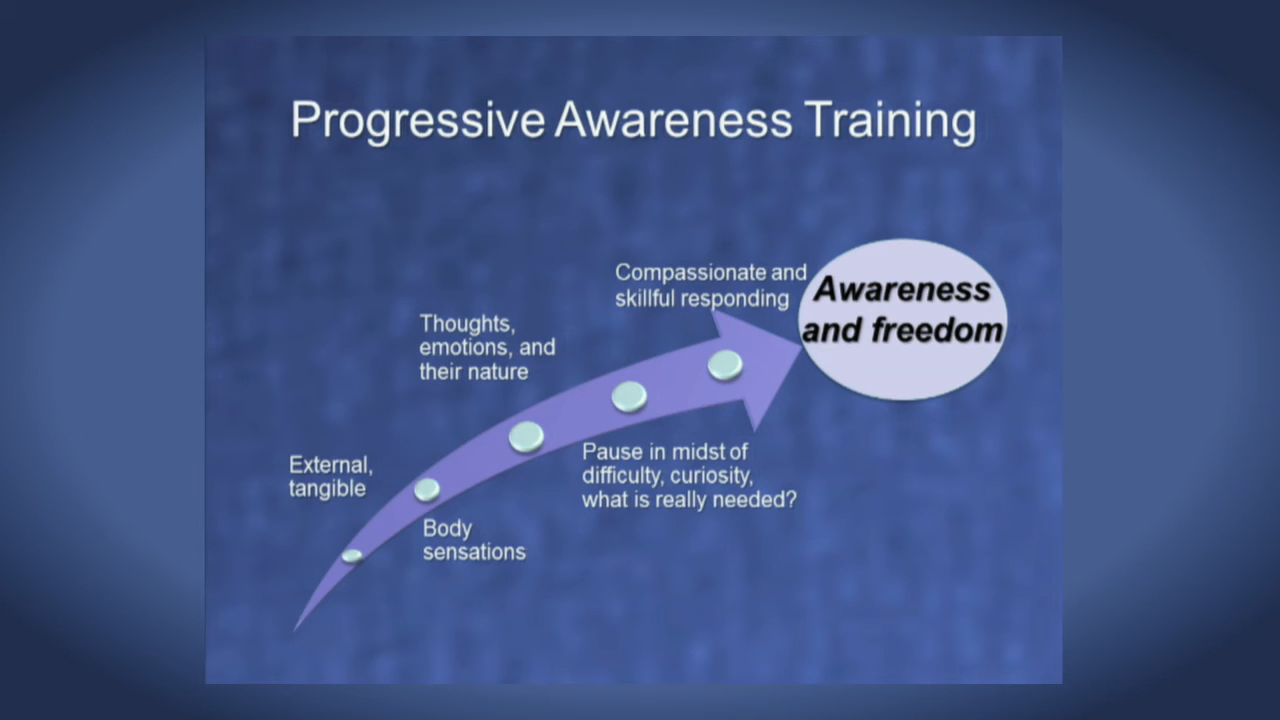 Progressive Awareness Training
Compassionate and
skillful responding
Awareness
and freedom
Thoughts,
emotions, and
their nature
Pause in midst of
difficulty, curiosity,
what is really needed?
External,
tangible
Body
sensations